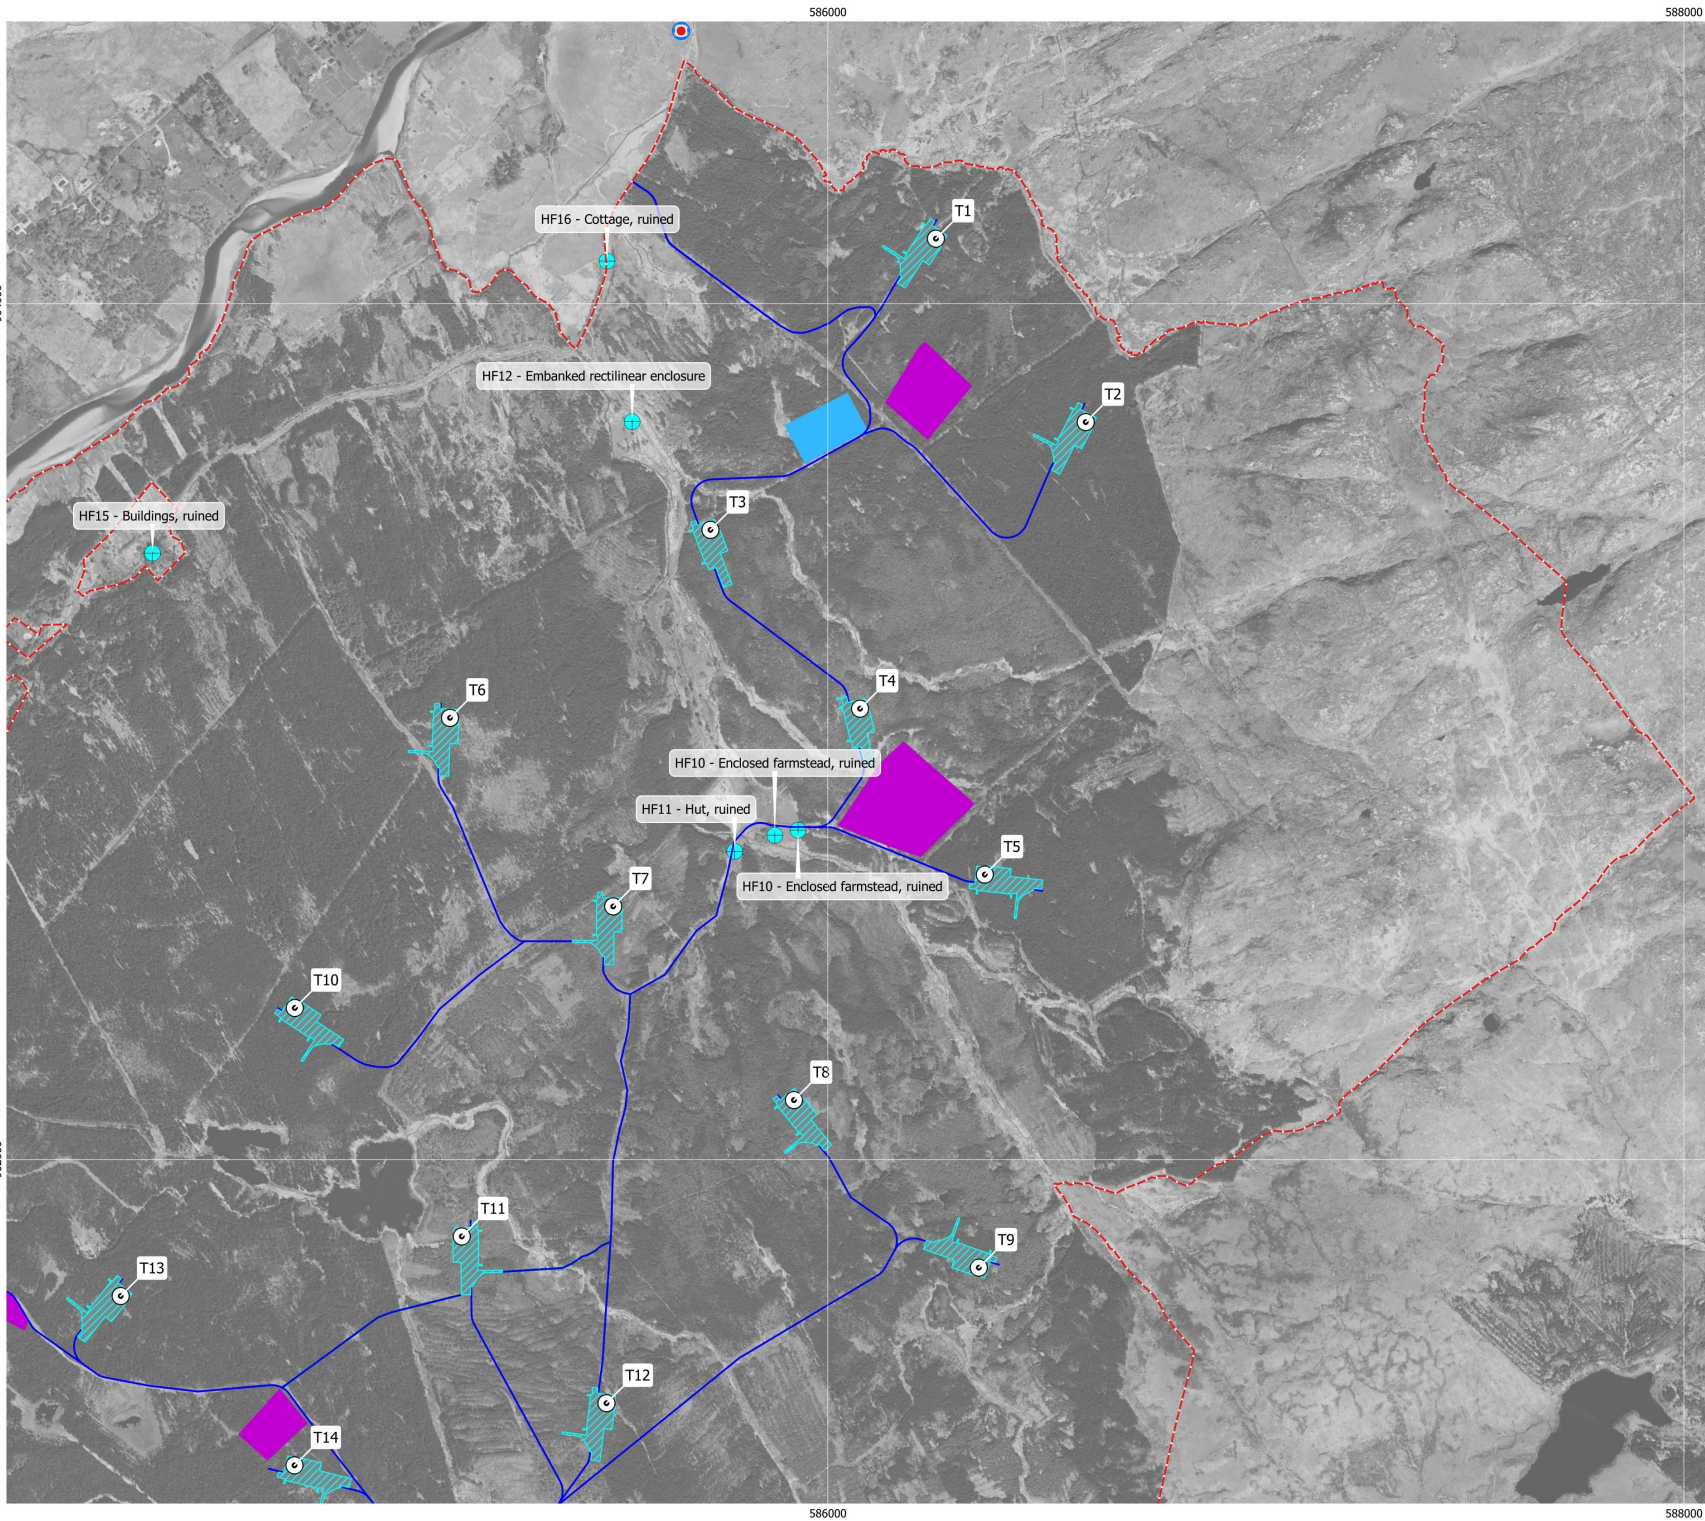 586000
588000
T1
HF16 - Cottage, ruined
HF12 - Embanked rectilinear enclosure
T2
T3
HF15 - Buildings, ruined
T4
T6
HF10 - Enclosed farmstead, ruined
HF11 - Hut, ruined
T5
HF10 - Enclosed farmstead, ruined
T7
T10
T8
T11
T9
T13
T12
T14
586000
588000